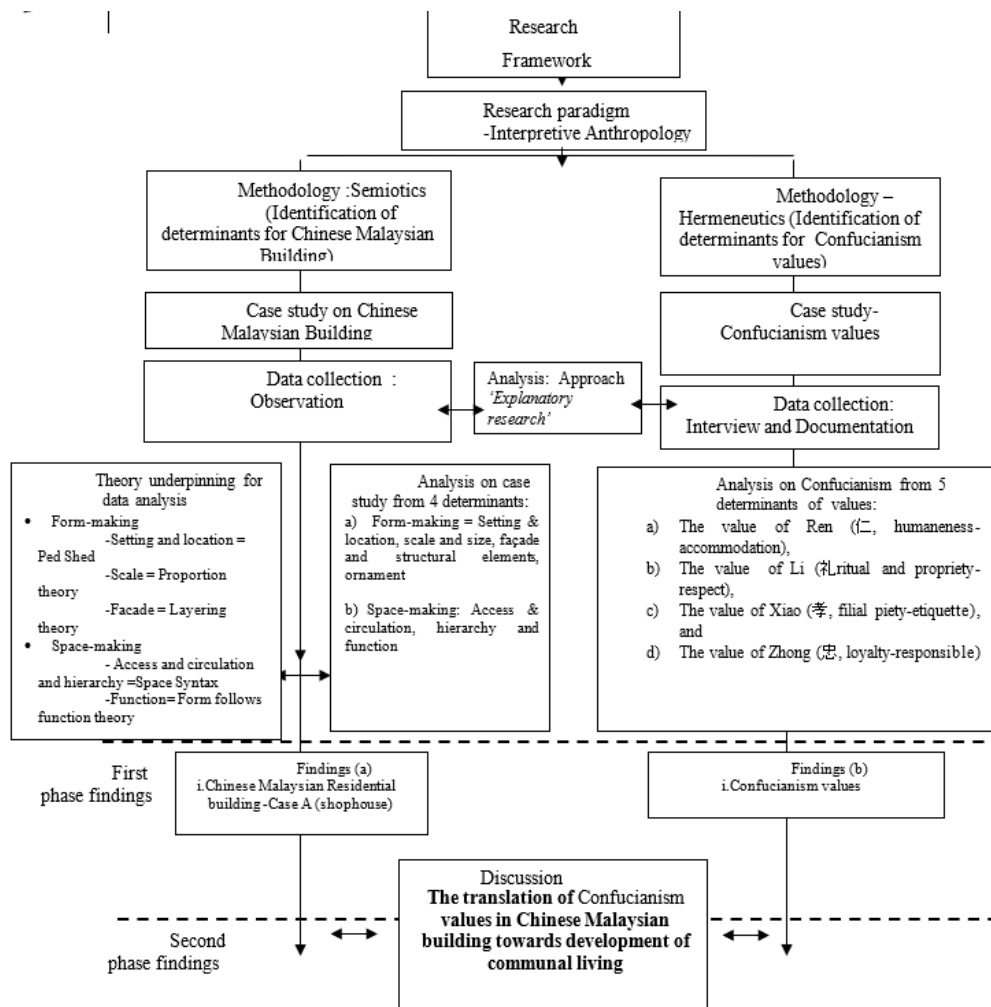 Research
Framework
Research paradigm
-Interpretive Anthropology
Methodology :Semiotics
(Identification of
determinants for Chinese Malaysian
Building)
Methodology –
Hermeneutics (Identification of
determinants for Confucianism
values)
Case study on Chinese
Malaysian Building
Case study-
Confucianism values
Data collection :
Observation
Analysis: Approach
‘Explanatory
research’
Data collection:
Interview and Documentation
Theory underpinning for
data analysis
• Form-making
-Setting and location =
Ped Shed
-Scale = Proportion
theory
-Facade = Layering
theory
• Space-making
- Access and circulation
and hierarchy =Space Syntax
-Function= Form follows
function theory
Analysis on case
study from 4 determinants:
a) Form-making = Setting &
location, scale and size, façade
and structural elements,
ornament
b) Space-making: Access &
circulation, hierarchy and
function
Analysis on Confucianism from 5
determinants of values:
a) The value of Ren (仁, humaneness-
accommodation),
b) The value of Li (礼ritual and propriety-
respect),
c) The value of Xiao (孝, filial piety-etiquette),
and
d) The value of Zhong (忠, loyalty-responsible)
First
phase findings
Findings (a)
i.Chinese Malaysian Residential
building-Case A (shophouse)
Findings (b)
i.Confucianism values
Discussion
The translation of Confucianism
values in Chinese Malaysian
building towards development of
communal living
Second
phase findings